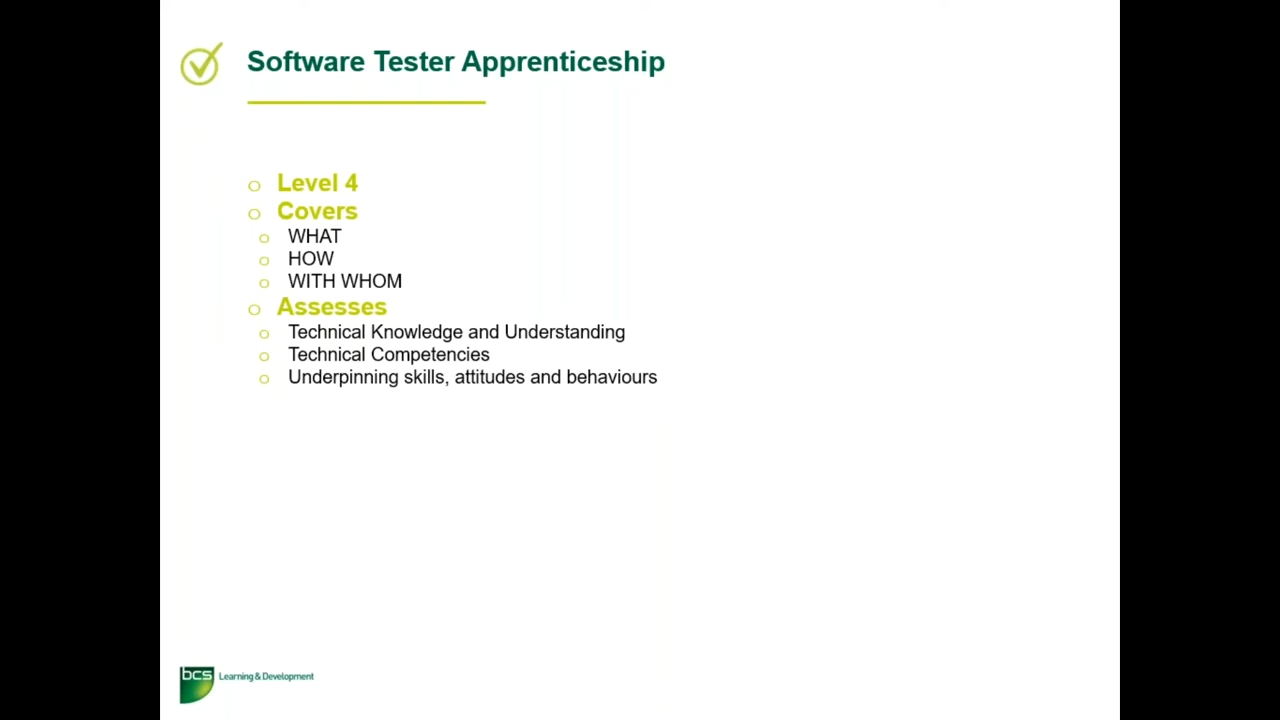 Software Tester Apprenticeship
o Level 4
o Covers
o WHAT
o HOW
o WITH WHOM
o Assesses
o Technical Knowledge and Understanding
o Technical Competencies
o Underpinning skills, attitudes and behaviours
bcs Learning & Development